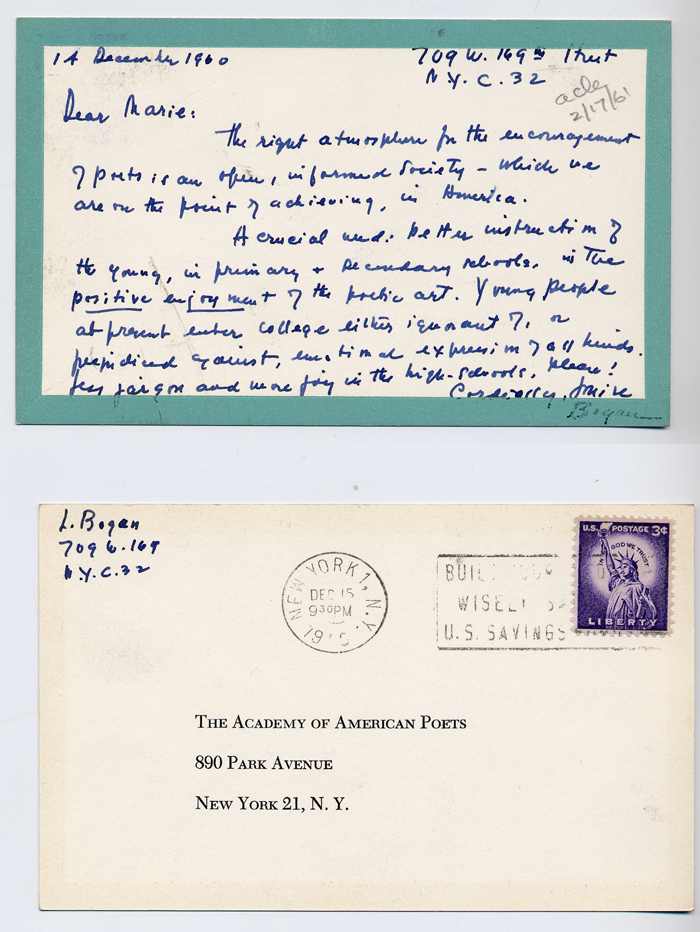 14 December 1960
709 W. 169th Street
N.Y.C. 32
ack
2/17/61
Dear Marie:
The right atmosphere for the encouragement
of poets is an open, informed Society – which we
are on the point of achieving, in America.
A crucial need: better instruction of
the young, in primary + secondary schools, in the
positive enjoyment of the poetic art. Young people
at present enter college either ignorant of, or
prejudiced against, emotional expression of all kinds.
Less jargon and more joy in the high-schools, please!
Cordially, Louise
Bogan
L. Bogan
709 W. 169
N.Y.C. 32
NEW YORK 1, N.Y.
DEC 15
9 30 PM
U.S. POSTAGE 3¢
IN GOD WE TRUST
LIBERTY
U.S. SAVINGS
THE ACADEMY OF AMERICAN POETS
890 PARK AVENUE
NEW YORK 21, N. Y.